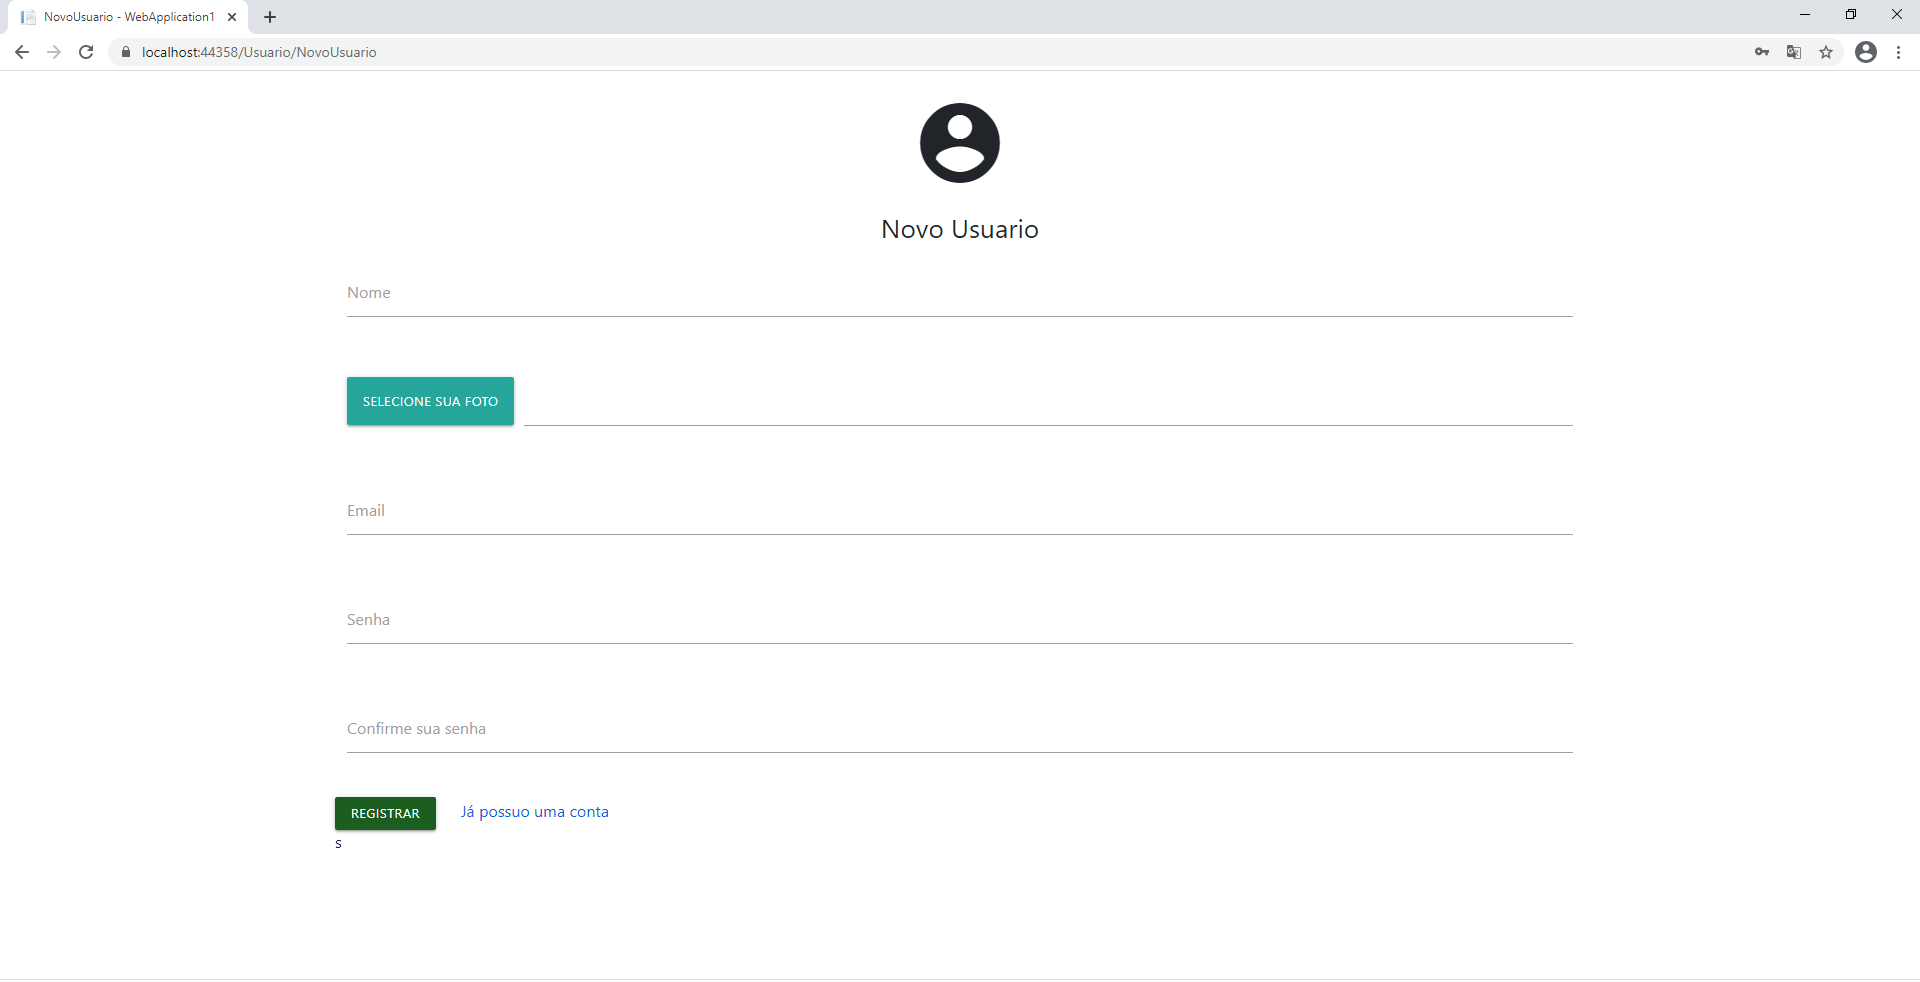 NovoUsuario - WebApplication1
localhost:44358/Usuario/NovoUsuario
Novo Usuario
Nome
SELECIONE SUA FOTO
Email
Senha
Confirme sua senha
REGISTRAR Já possuo uma conta
s